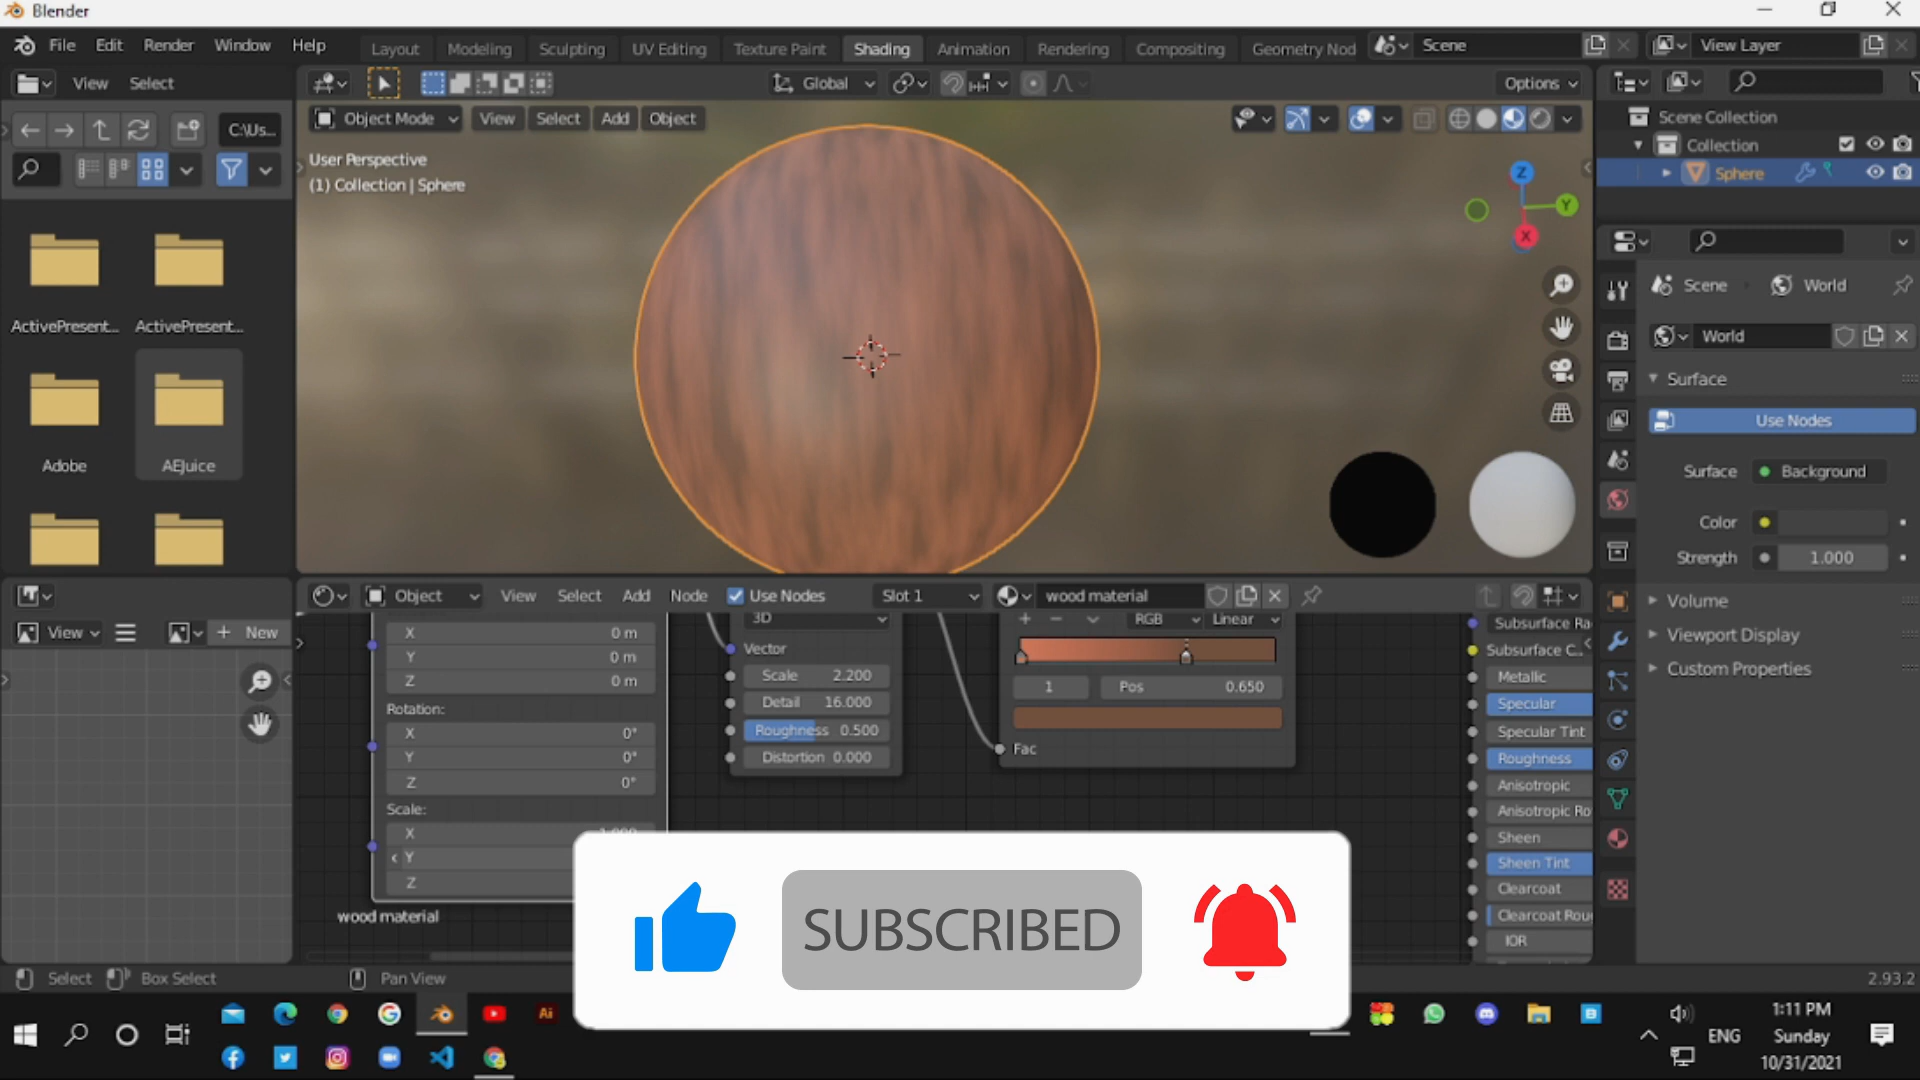 Blender
File Edit Render Window Help
Layout Modeling Sculpting UV Editing Texture Paint Shading Animation Rendering Compositing Geometry Nod
Scene View Layer
View Select
Global Options
C:\Us...
Object Mode View Select Add Object
User Perspective
(1) Collection | Sphere
Z
Y
X
ActivePresent... ActivePresent...
Adobe AEJuice
Scene Collection
Collection
Sphere
Scene World
World
Surface
Use Nodes
Surface Background
Color
Strength 1.000
Volume
Viewport Display
Custom Properties
Object View Select Add Node Use Nodes Slot 1 wood material
View New
X 0 m
Y 0 m
Z 0 m
Rotation:
X 0°
Y 0°
Z 0°
Scale:
X 1.000
Y
Z
wood material
3D
Vector
Scale 2.200
Detail 16.000
Roughness 0.500
Distortion 0.000
RGB Linear
1 Pos 0.650
Fac
Subsurface Ra
Subsurface C..
Metallic
Specular
Specular Tint
Roughness
Anisotropic
Anisotropic Ro
Sheen
Sheen Tint
Clearcoat
Clearcoat Rou
IOR
SUBSCRIBED
Select Box Select Pan View
2.93.2
Ai
ENG
1:11 PM
Sunday
10/31/2021